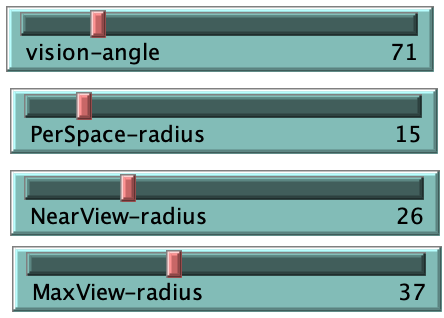 vision-angle 71
PerSpace-radius 15
NearView-radius 26
MaxView-radius 37